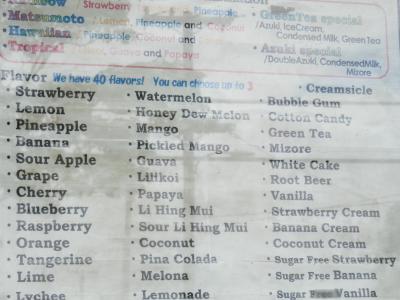 Strawberry Pineapple
Matsumoto / Lemon, Pineapple and Coconut
Hawaiian / Pineapple, Coconut and
Tropical Guava and Papaya
GreenTea special
/Azuki, IceCream,
Condensed Milk, GreenTea
Azuki special
/DoubleAzuki, CondensedMilk,
Mizore
Flavor We have 40 flavors! You can choose up to 3
· Strawberry
· Lemon
· Pineapple
· Banana
· Sour Apple
· Grape
· Cherry
· Blueberry
· Raspberry
· Orange
· Tangerine
· Lime
· Lychee
· Watermelon
· Honey Dew Melon
· Mango
· Pickled Mango
· Guava
· Lilikoi
· Papaya
· Li Hing Mui
· Sour Li Hing Mui
· Coconut
· Pina Colada
· Melona
· Lemonade
· Creamsicle
· Bubble Gum
· Cotton Candy
· Green Tea
· Mizore
· White Cake
· Root Beer
· Vanilla
· Strawberry Cream
· Banana Cream
· Coconut Cream
· Sugar Free Strawberry
· Sugar Free Banana
· Sugar Free Vanilla